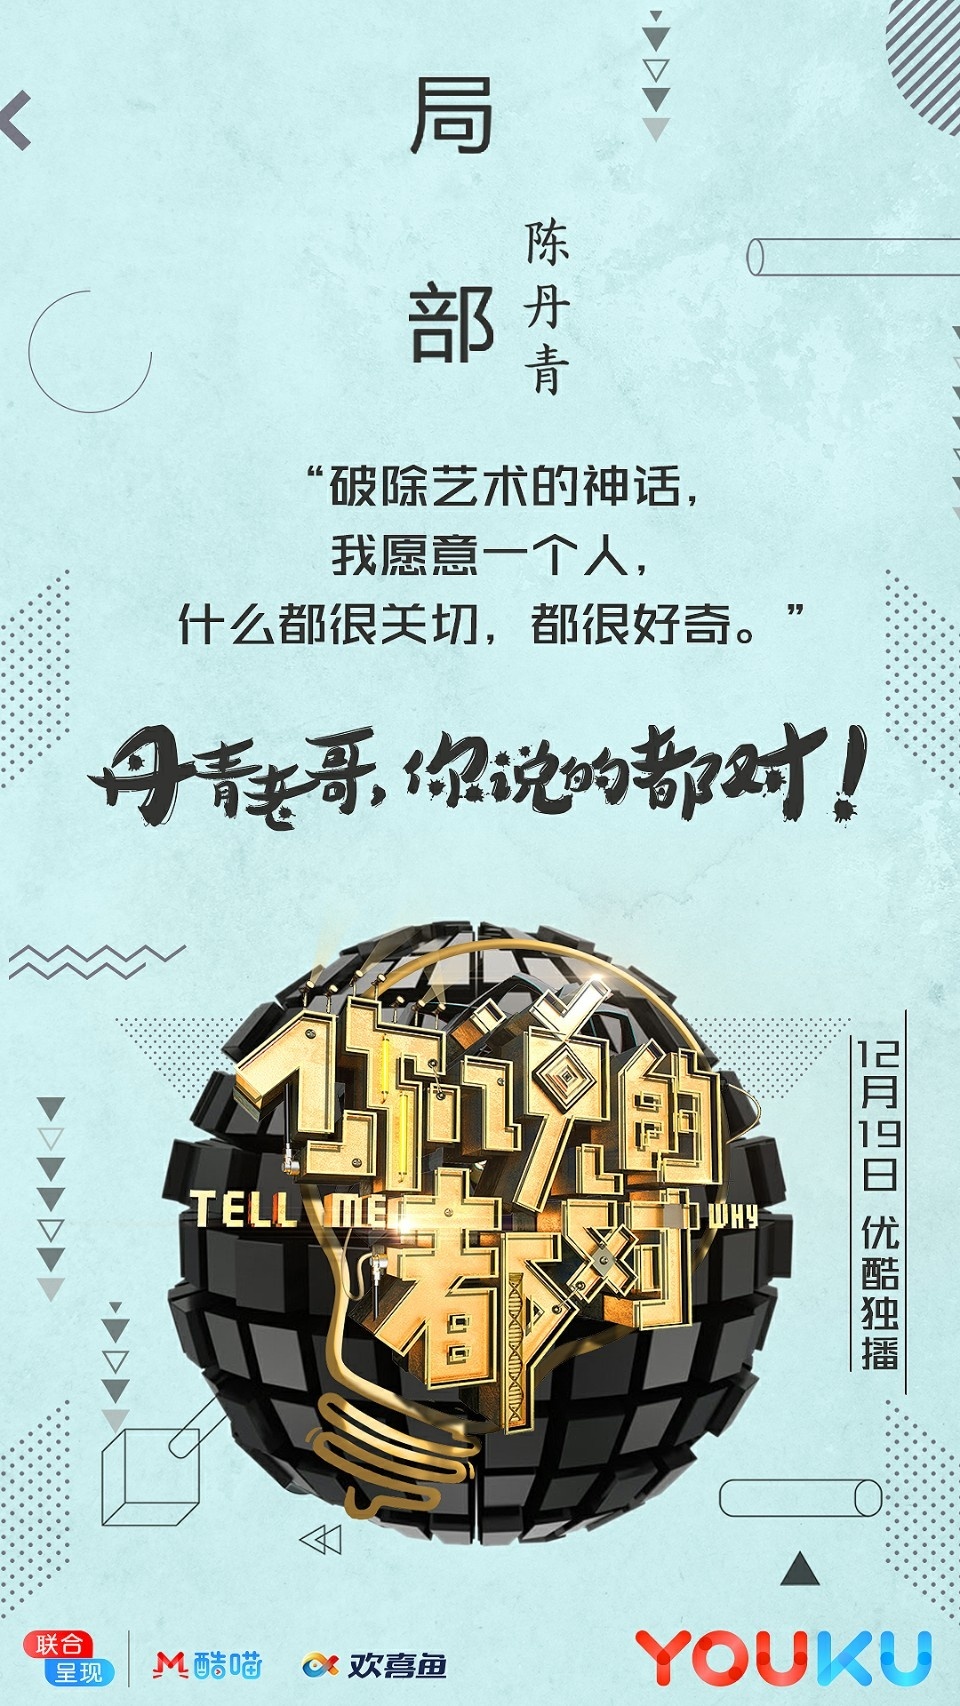 局部
陈丹青
“破除艺术的神话，
我愿意一个人，
什么都很关切，都很好奇。”
丹青老哥，你说的都对！
你说的
TELL ME WHY
都对
12月19日 优酷独播
联合
呈现
酷喵
欢喜鱼
YOUKU